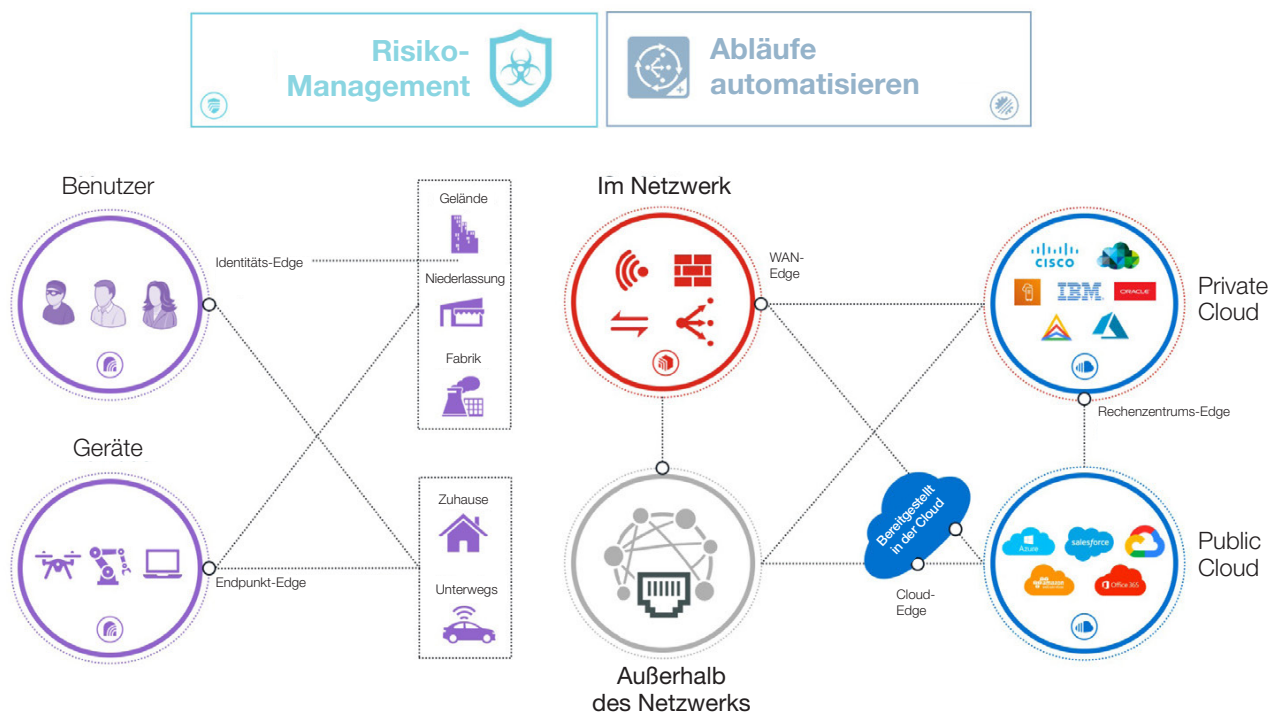 Risiko-
Management
Abläufe
automatisieren
Benutzer
Identitäts-Edge
Geräte
Endpunkt-Edge
Gelände
Niederlassung
Fabrik
Zuhause
Unterwegs
Im Netzwerk
WAN-
Edge
Außerhalb
des Netzwerks
Bereitgestellt
in der Cloud
Cloud-
Edge
CISCO
IBM
ORACLE
Private
Cloud
Rechenzentrums-Edge
Azure
salesforce
Office 365
Public
Cloud